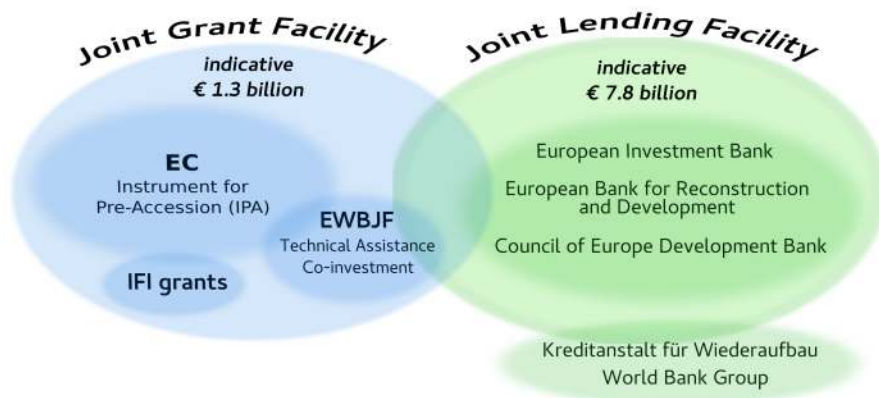 Joint Grant Facility
indicative
€ 1.3 billion
EC
Instrument for
Pre-Accession (IPA)
EWBJF
Technical Assistance
Co-investment
IFI grants
Joint Lending Facility
indicative
€ 7.8 billion
European Investment Bank
European Bank for Reconstruction
and Development
Council of Europe Development Bank
Kreditanstalt für Wiederaufbau
World Bank Group